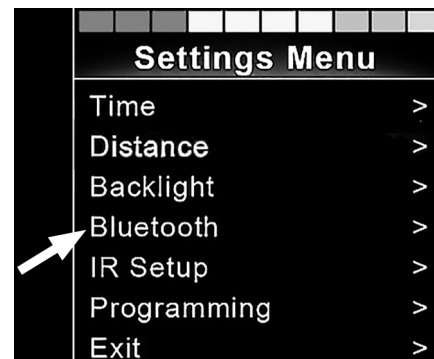 Settings Menu
Time >
Distance >
Backlight >
Bluetooth >
IR Setup >
Programming >
Exit >